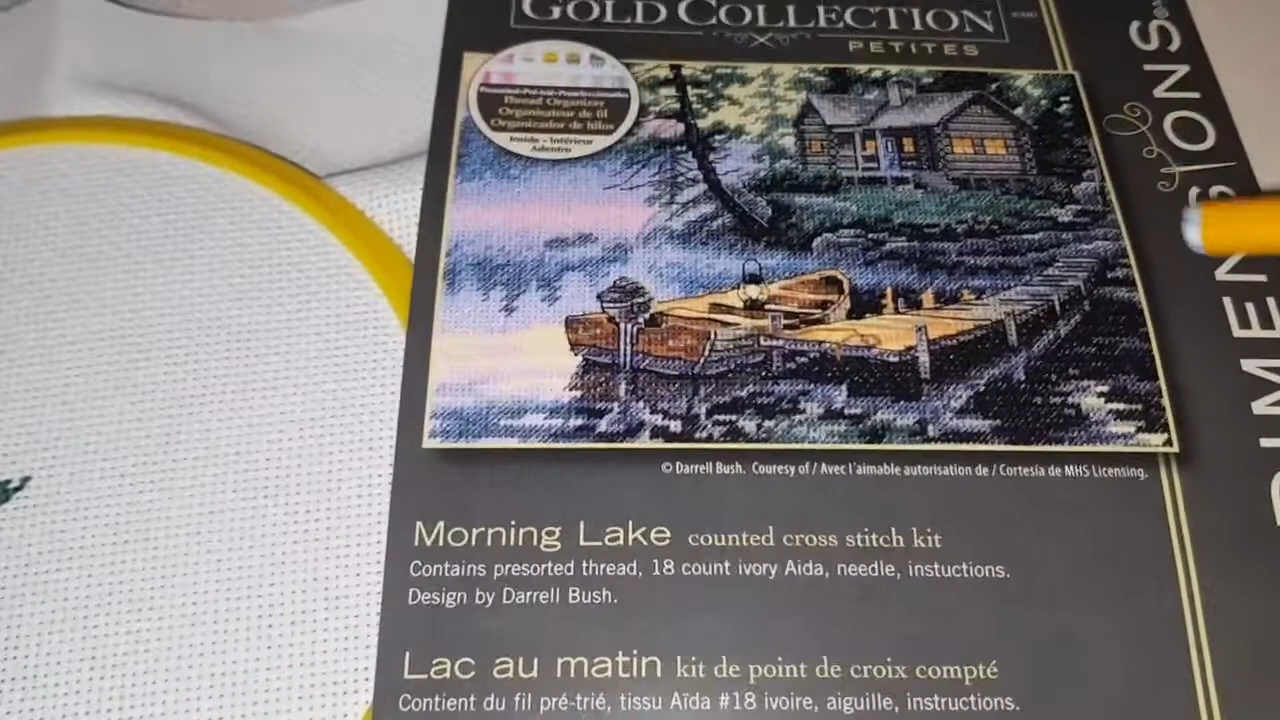 GOLD COLLECTION
PETITES
Thread Organizer
Organisateur de fil
Organizador de hilos
Inside - Intérieur
Adentro
DIMENSIONS
© Darrell Bush. Couresy of / Avec l'aimable autorisation de / Cortesía de MHS Licensing.
Morning Lake counted cross stitch kit
Contains presorted thread, 18 count ivory Aida, needle, instuctions.
Design by Darrell Bush.
Lac au matin kit de point de croix compté
Contient du fil pré-trié, tissu Aïda #18 ivoire, aiguille, instructions.